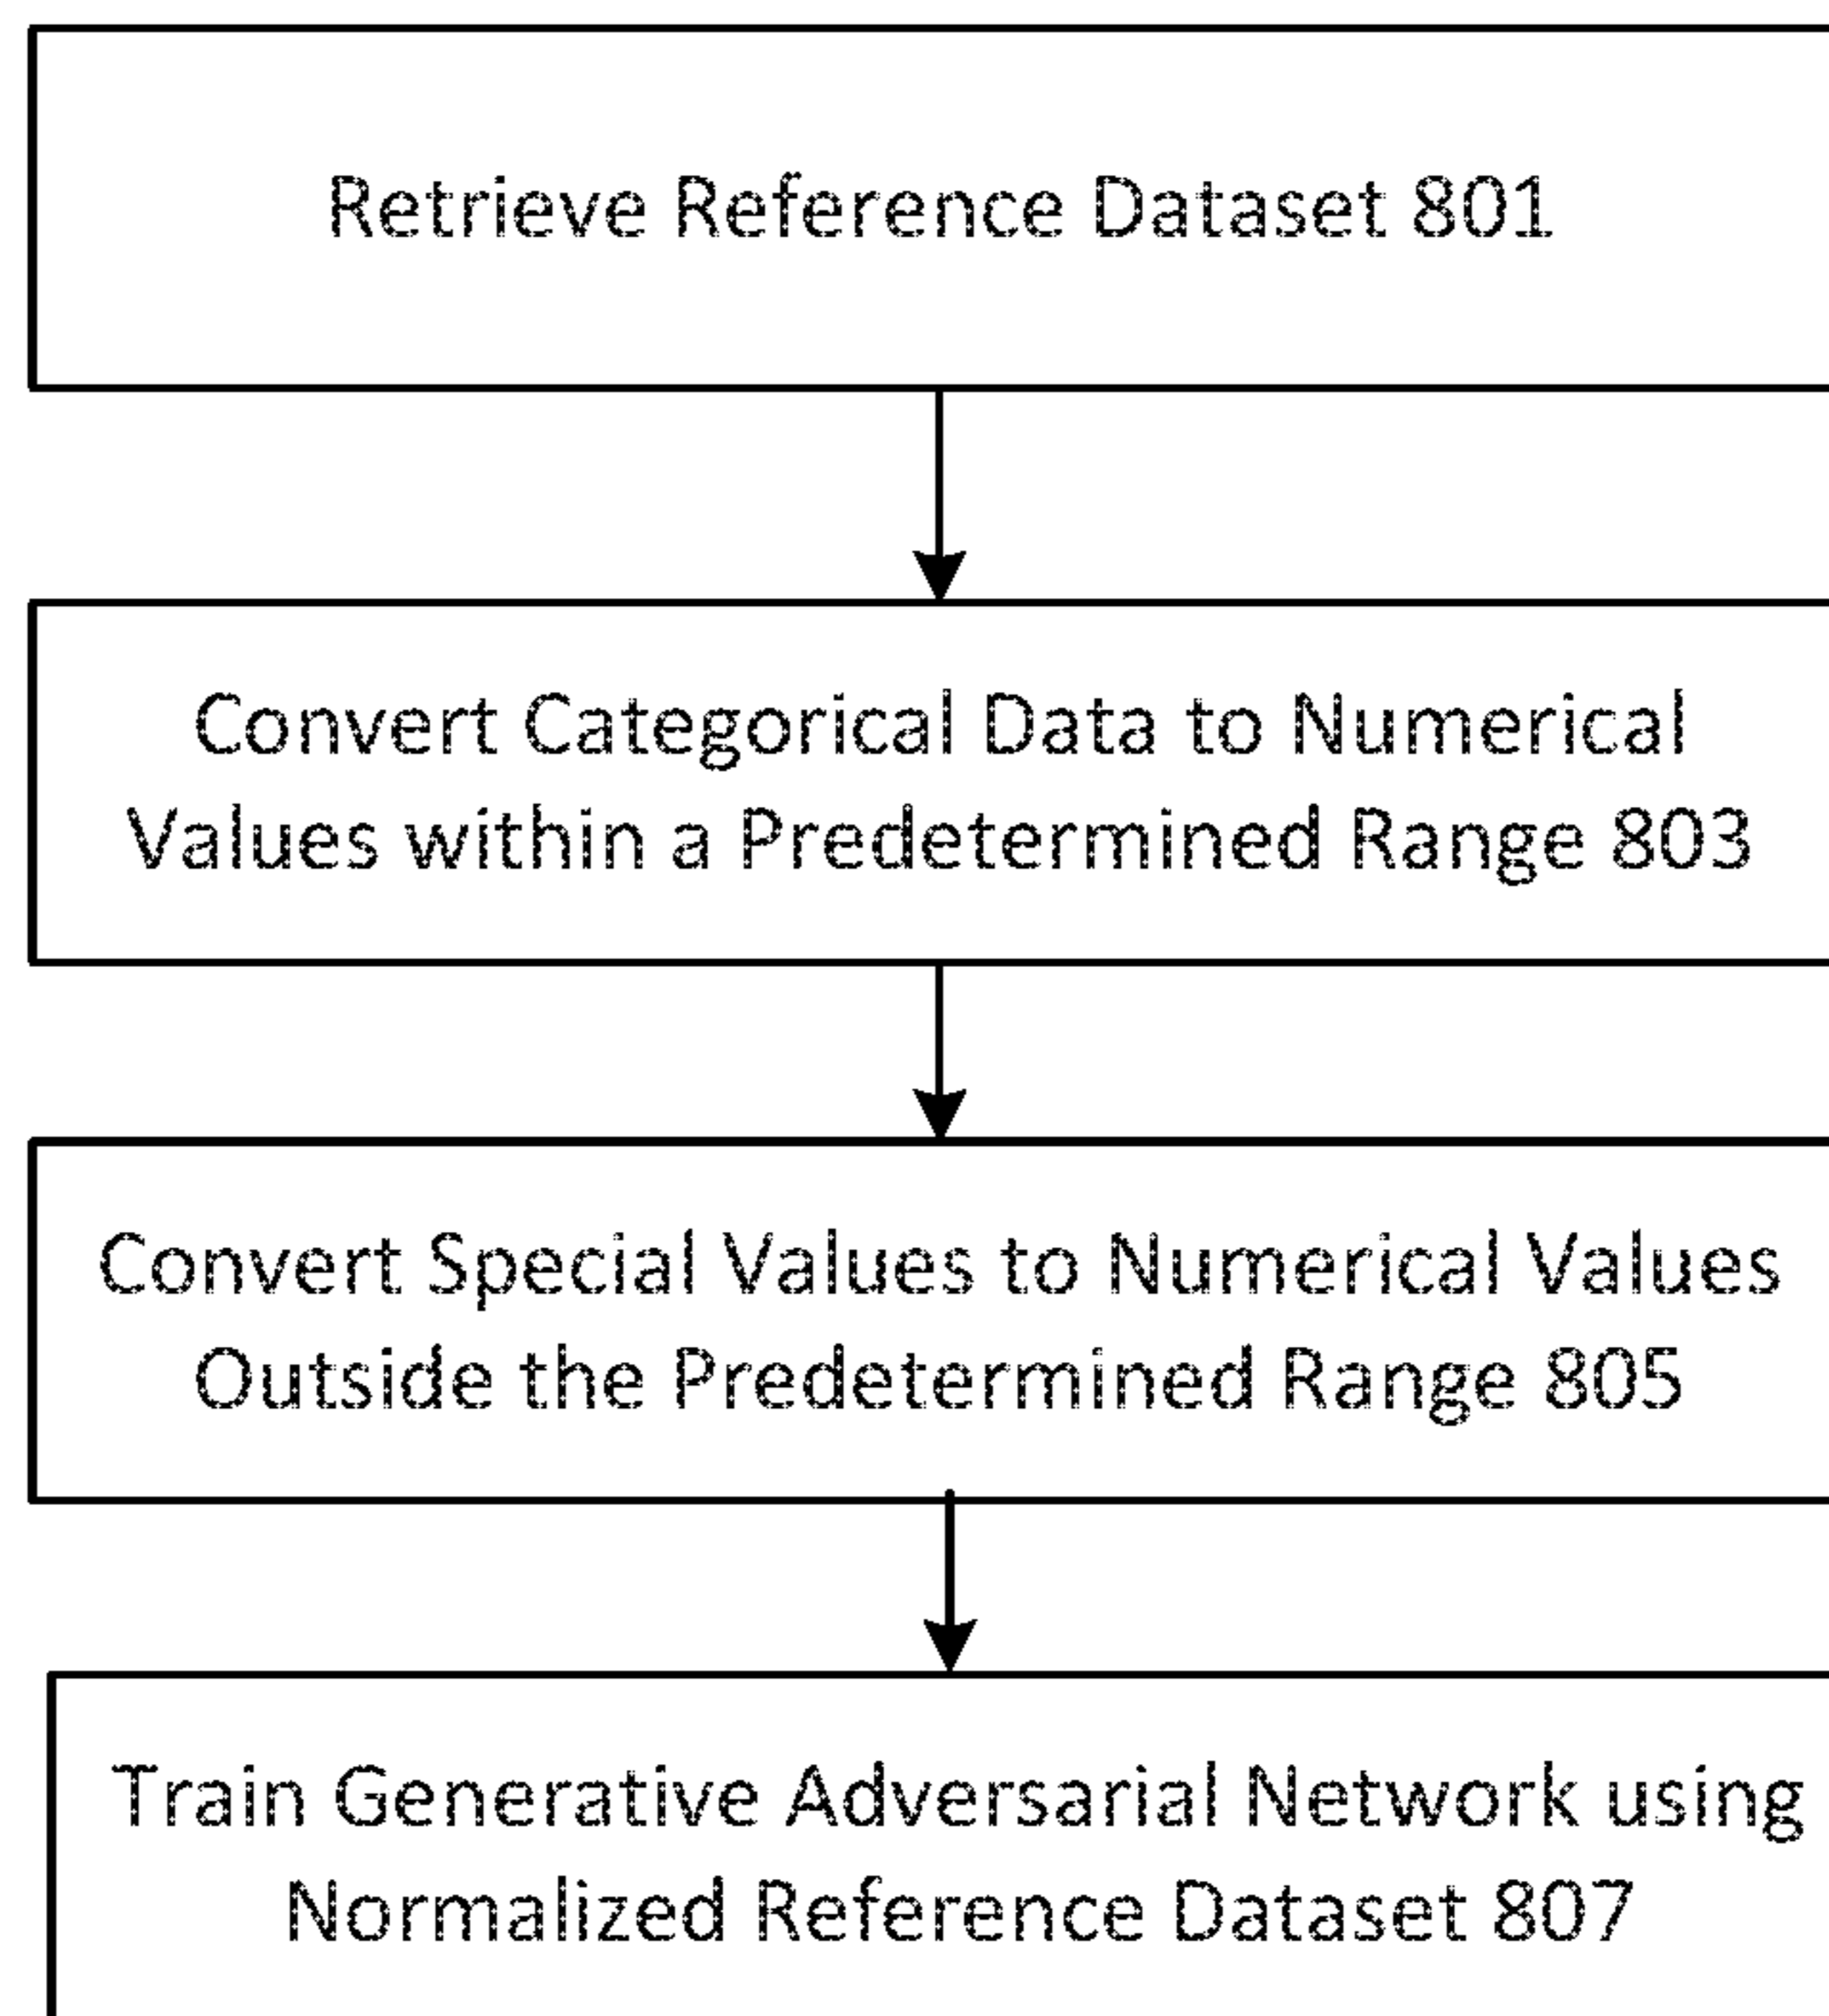 Retrieve Reference Dataset 801
Convert Categorical Data to Numerical
Values within a Predetermined Range 803
Convert Special Values to Numerical Values
Outside the Predetermined Range 805
Train Generative Adversarial Network using
Normalized Reference Dataset 807